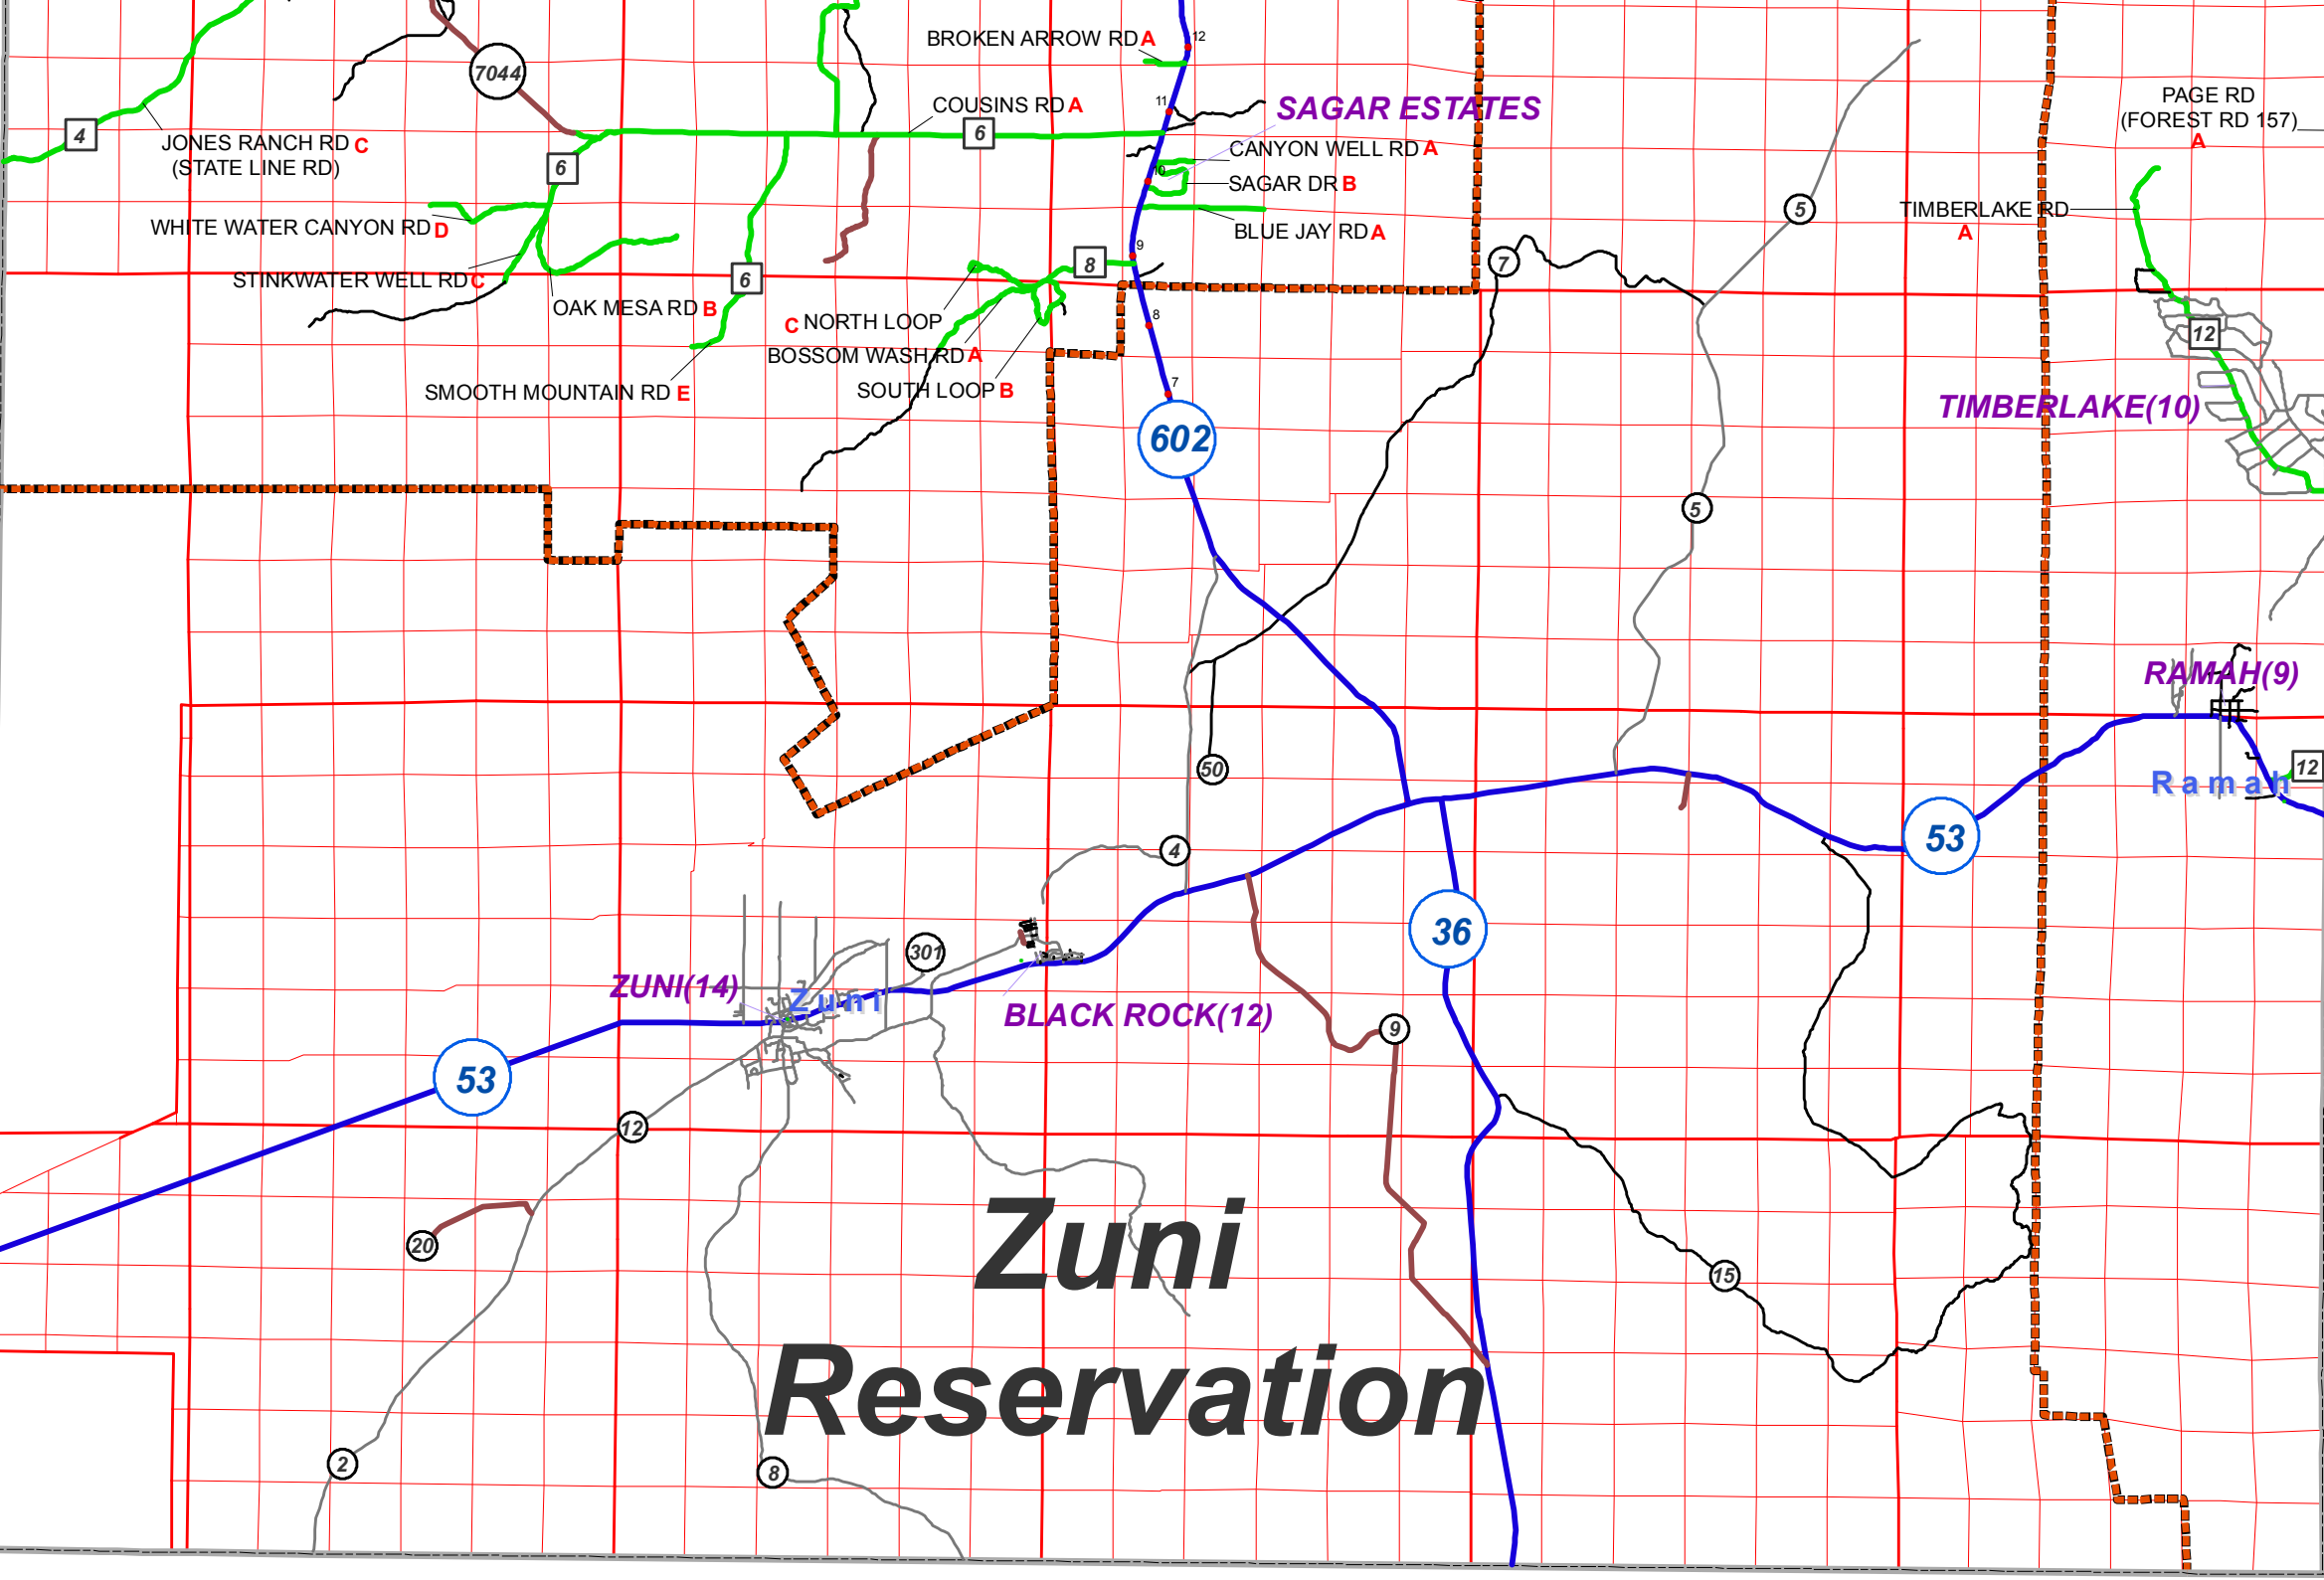 BROKEN ARROW RD A
12
7044
11
SAGAR ESTATES
COUSINS RD A
6
PAGE RD
(FOREST RD 157)
A
4
JONES RANCH RD C
(STATE LINE RD)
6
CANYON WELL RD A
10
SAGAR DR B
5
TIMBERLAKE RD
A
WHITE WATER CANYON RD D
BLUE JAY RD A
9
8
7
STINKWATER WELL RD C
6
OAK MESA RD B
C NORTH LOOP
8
12
BOSSOM WASH RD A
SMOOTH MOUNTAIN RD E
SOUTH LOOP B
7
TIMBERLAKE(10)
602
5
RAMAH(9)
50
12
Ramah
4
53
36
301
ZUNI(14)
Zuni
BLACK ROCK(12)
9
53
12
20
Zuni
15
Reservation
2
8